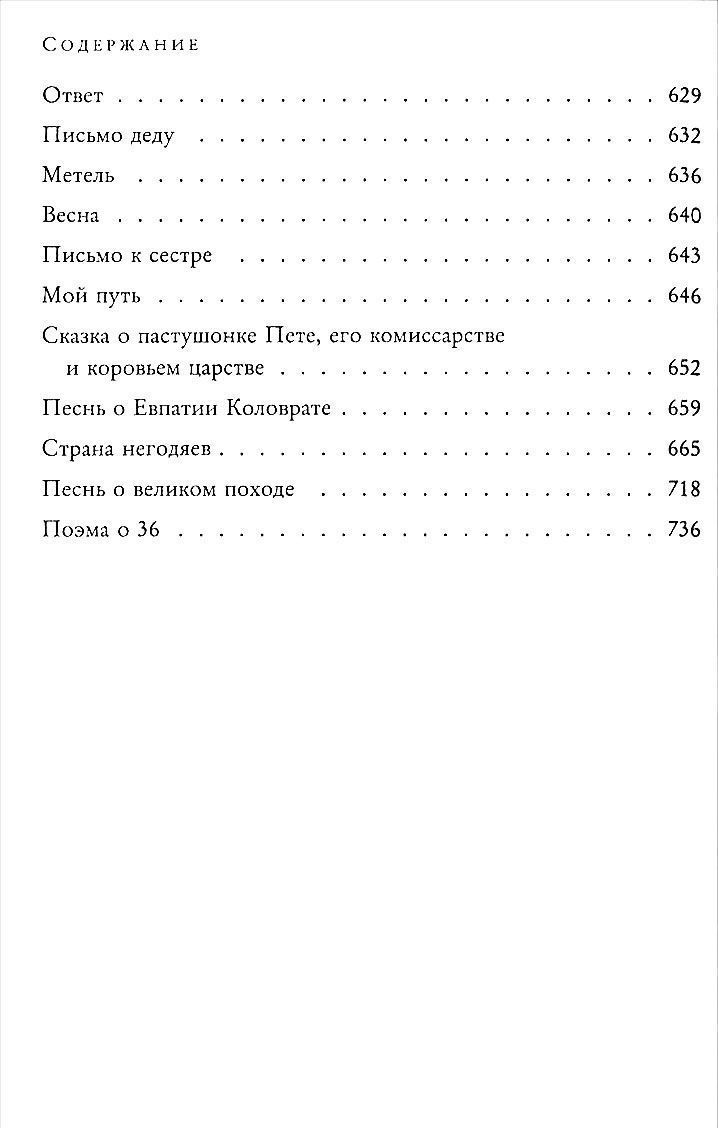 Содержание
Ответ . . . . . . . . . . . . . . . . . . . . . . . . . . . 629
Письмо деду . . . . . . . . . . . . . . . . . . . . . . . 632
Метель . . . . . . . . . . . . . . . . . . . . . . . . . . 636
Весна . . . . . . . . . . . . . . . . . . . . . . . . . . . 640
Письмо к сестре . . . . . . . . . . . . . . . . . . . . . 643
Мой путь . . . . . . . . . . . . . . . . . . . . . . . . . 646
Сказка о пастушонке Пете, его комиссарстве
и коровьем царстве . . . . . . . . . . . . . . . . . . . 652
Песнь о Евпатии Коловрате . . . . . . . . . . . . . . . . 659
Страна негодяев . . . . . . . . . . . . . . . . . . . . . . 665
Песнь о великом походе . . . . . . . . . . . . . . . . . 718
Поэма о 36 . . . . . . . . . . . . . . . . . . . . . . . . 736